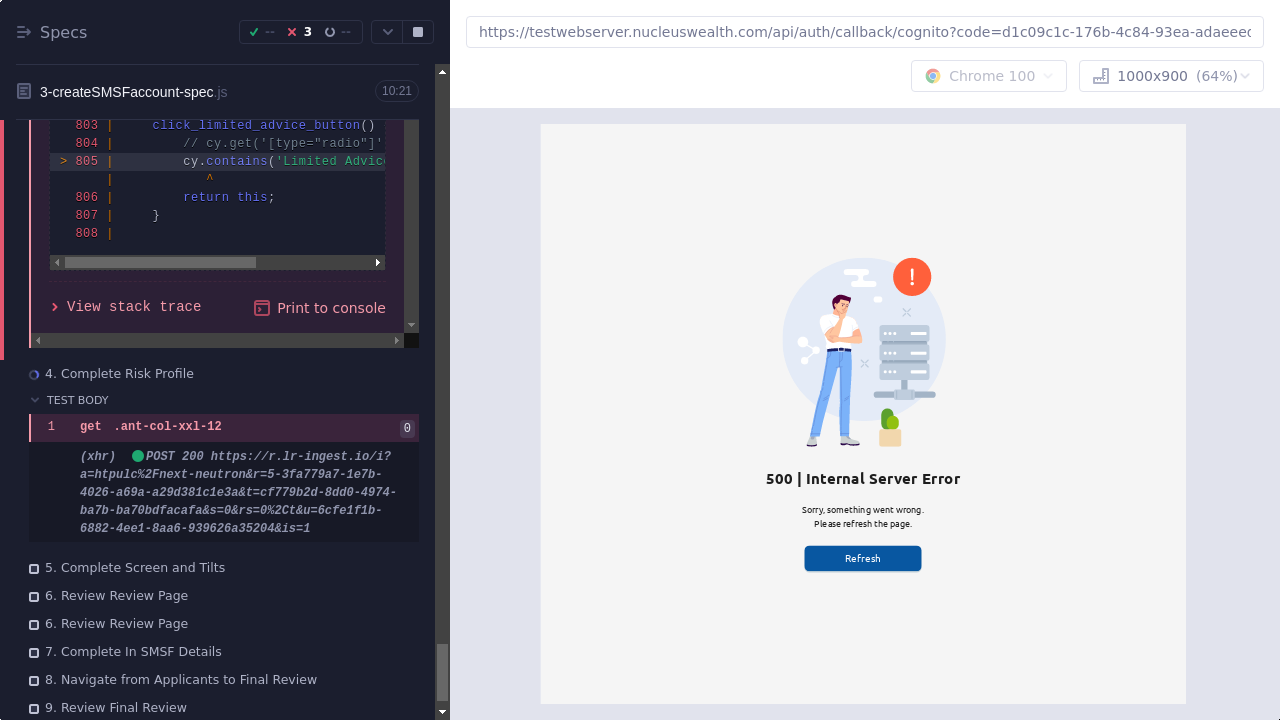 Specs
--
3
--
3-createSMSFaccount-spec.js
10:21
803 | click_limited_advice_button()
804 | // cy.get('[type="radio"]'
> 805 | cy.contains('Limited Advic
| ^
806 | return this;
807 | }
808 |
View stack trace
Print to console
4. Complete Risk Profile
TEST BODY
1 get .ant-col-xxl-12 0
(xhr) POST 200 https://r.lr-ingest.io/i?
a=htpulc%2Fnext-neutron&r=5-3fa779a7-1e7b-
4026-a69a-a29d381c1e3a&t=cf779b2d-8dd0-4974-
ba7b-ba70bdfacafa&s=0&rs=0%2Ct&u=6cfe1f1b-
6882-4ee1-8aa6-939626a35204&is=1
5. Complete Screen and Tilts
6. Review Review Page
6. Review Review Page
7. Complete In SMSF Details
8. Navigate from Applicants to Final Review
9. Review Final Review
https://testwebserver.nucleuswealth.com/api/auth/callback/cognito?code=d1c09c1c-176b-4c84-93ea-adaeeec
Chrome 100
1000x900 (64%)
!
500 | Internal Server Error
Sorry, something went wrong.
Please refresh the page.
Refresh